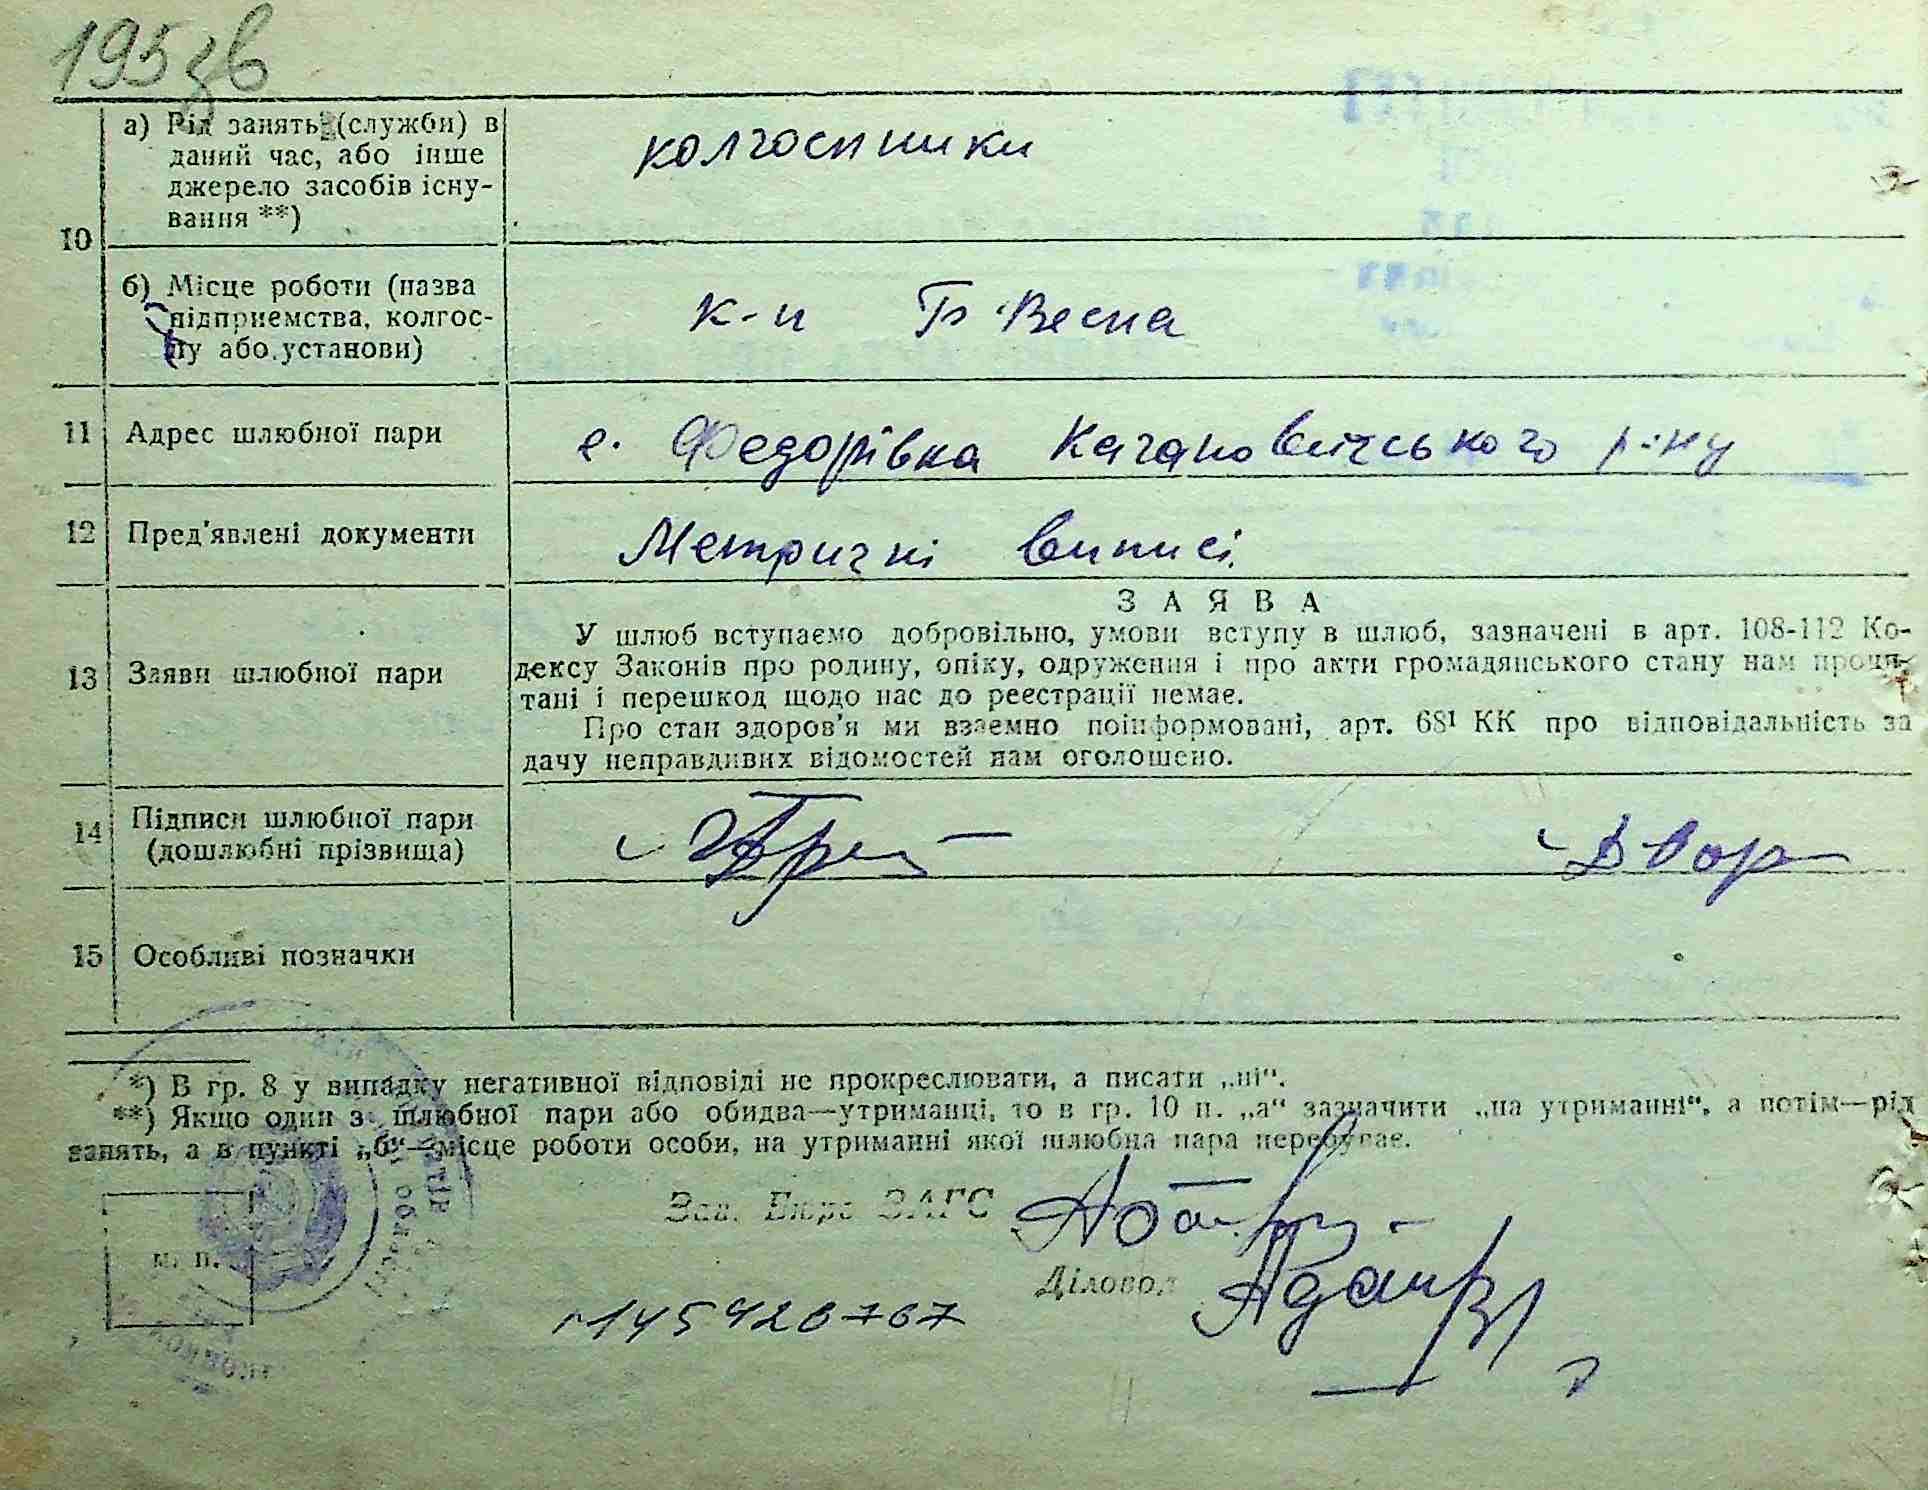 195 зв
10
а) Рід занять (служби) в
даний час, або інше
джерело засобів існу-
вання **)
колгоспники
б) Місце роботи (назва
підприємства, колгос-
пу або установи)
к-п Весна
11 Адрес шлюбної пари
с. Федорівка Кагановичського р-ну
12 Пред'явлені документи
Метричні виписі
13 Заяви шлюбної пари
ЗАЯВА
У шлюб вступаємо добровільно, умови вступу в шлюб, зазначені в арт. 108-112 Ко-
дексу Законів про родину, опіку, одруження і про акти громадянського стану нам прочи-
тані і перешкод щодо нас до реєстрації немає.
Про стан здоров'я ми взаємно поінформовані, арт. 68¹ КК про відповідальність за
дачу неправдивих відомостей нам оголошено.
14 Підписи шлюбної пари
(дошлюбні прізвища)
15 Особливі позначки
*) В гр. 8 у випадку негативної відповіді не прокреслювати, а писати „ні“.
**) Якщо один з шлюбної пари або обидва—утриманці, то в гр. 10 п. „а“ зазначити „на утриманні“, а потім—рід
занять, а в пункті „б“—місце роботи особи, на утриманні якої шлюбна пара перебуває.
Зав. Бюро ЗАГС
м. п.
Діловод